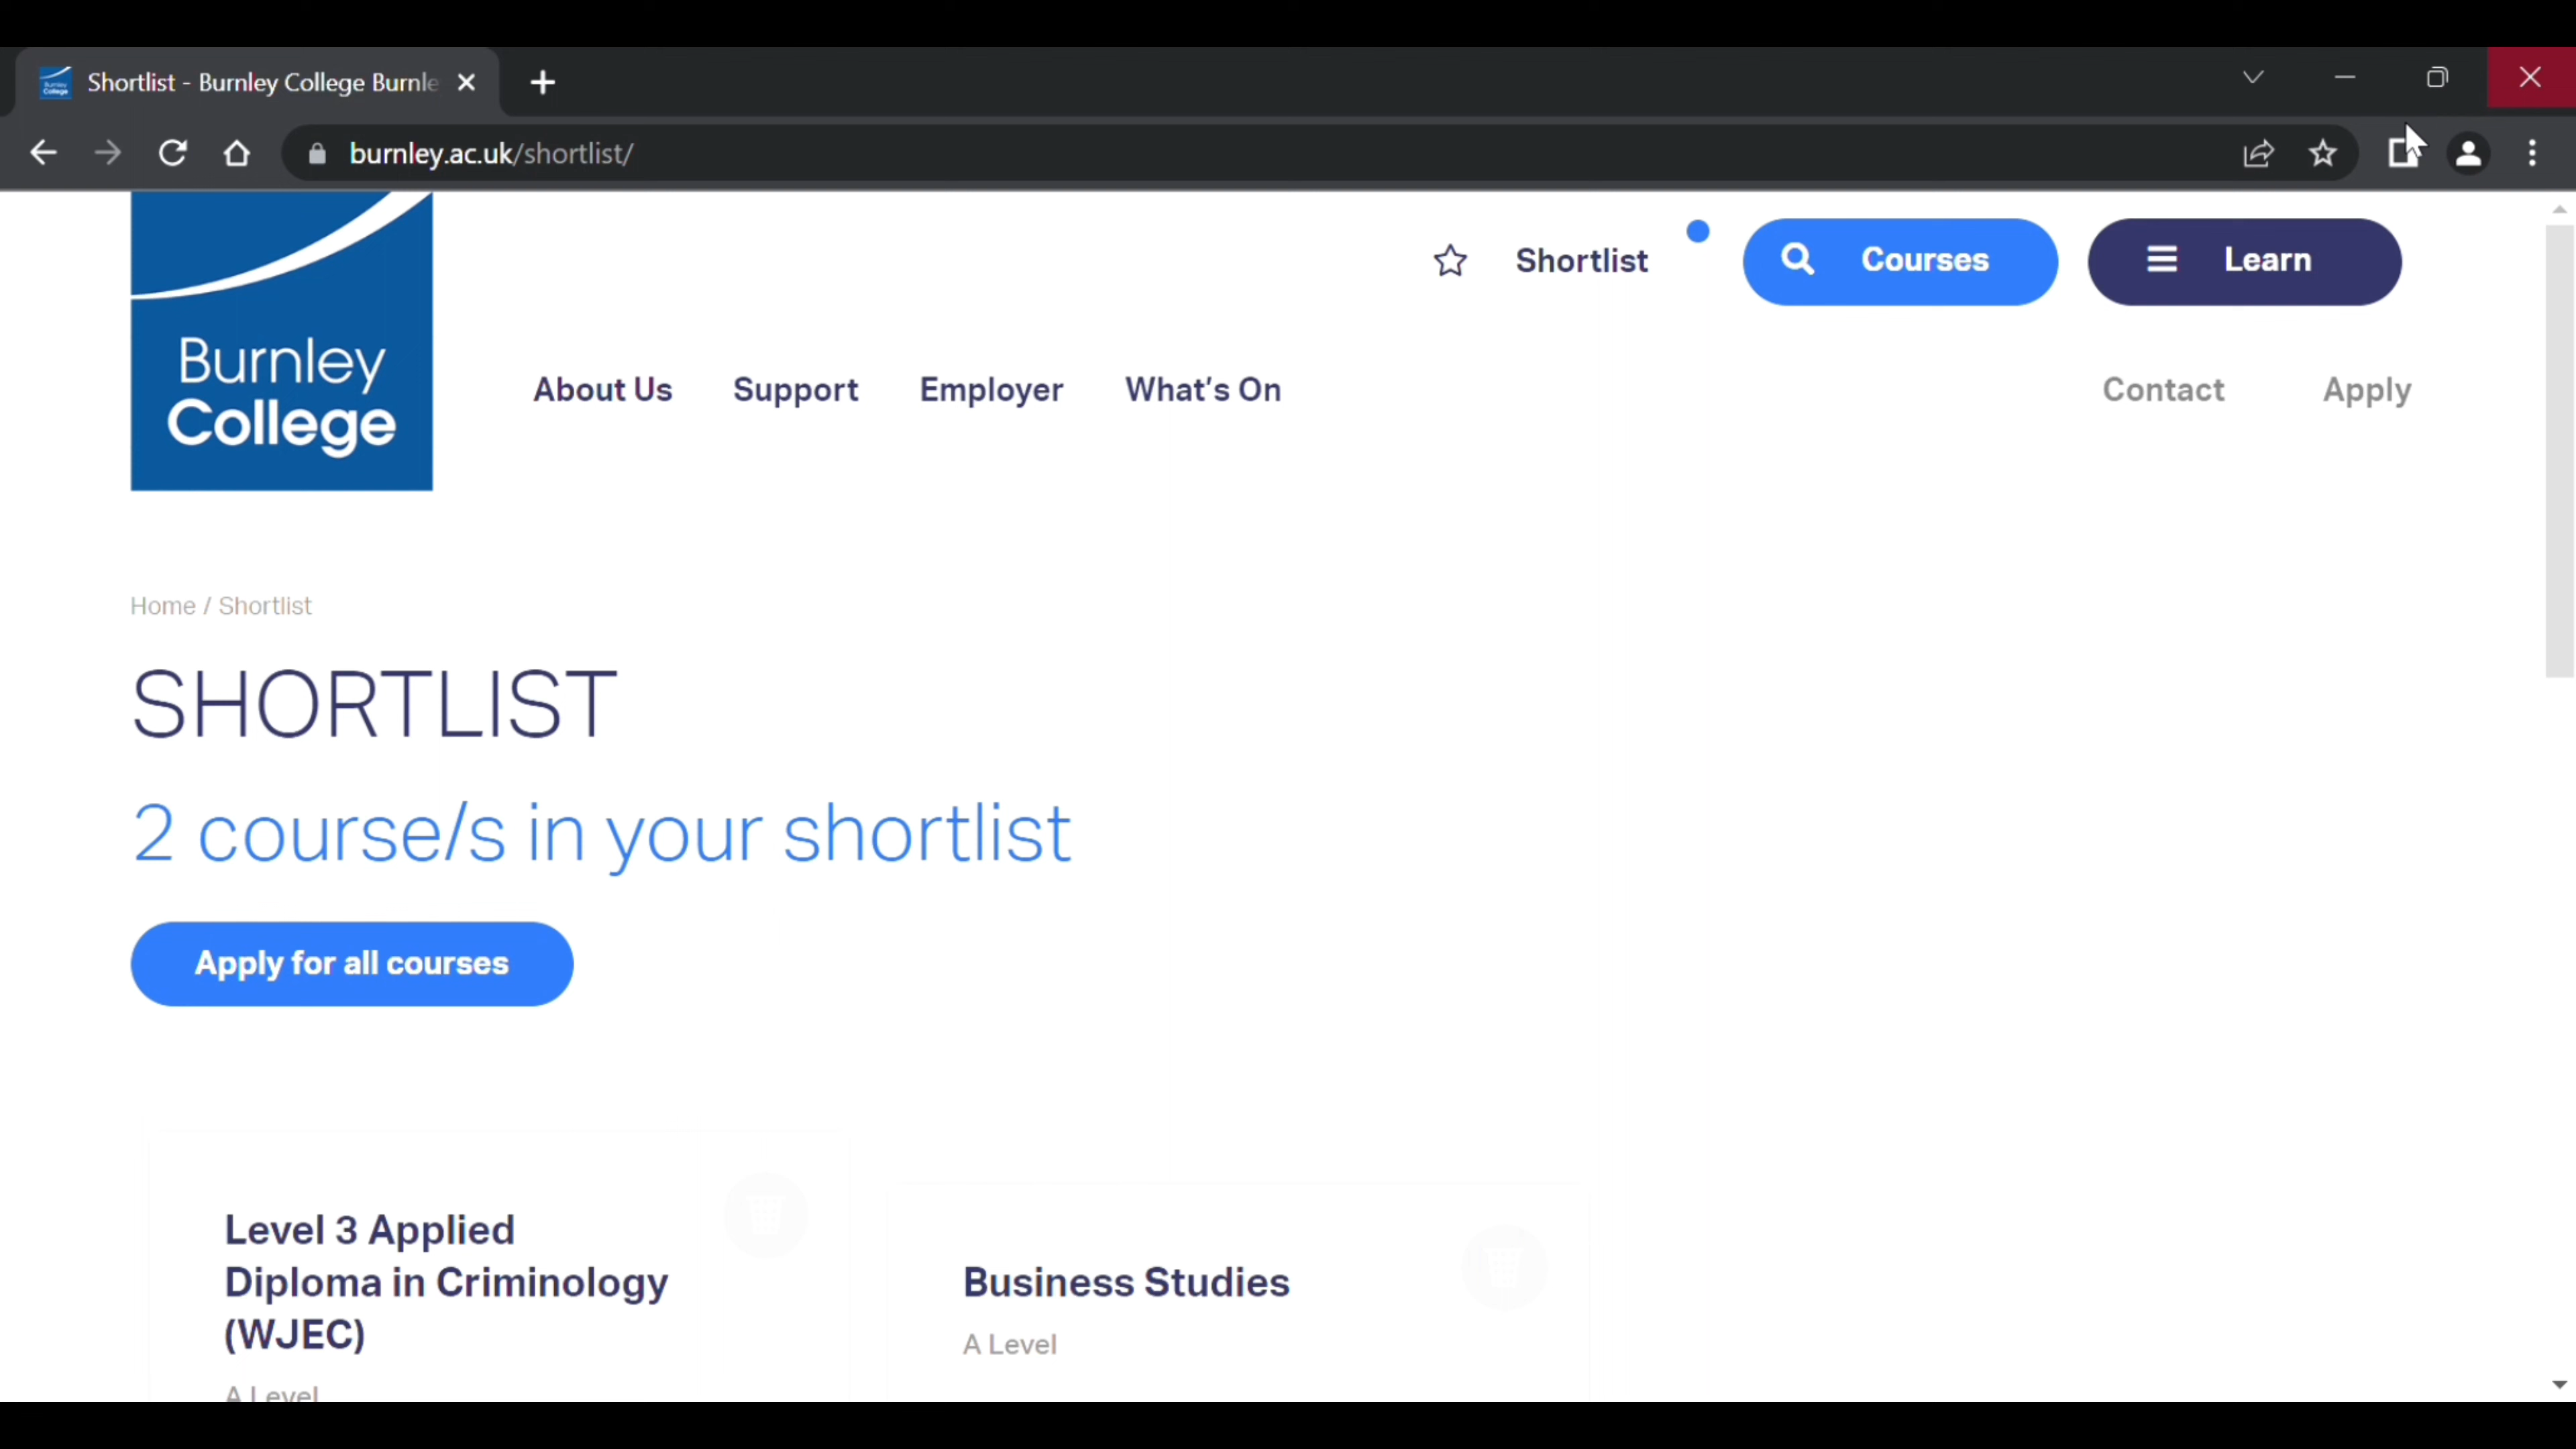 Shortlist - Burnley College Burnle
burnley.ac.uk/shortlist/
Burnley
College
Shortlist
Courses
Learn
About Us
Support
Employer
What's On
Contact
Apply
Home / Shortlist
SHORTLIST
2 course/s in your shortlist
Apply for all courses
Level 3 Applied
Diploma in Criminology
(WJEC)
A Level
Business Studies
A Level